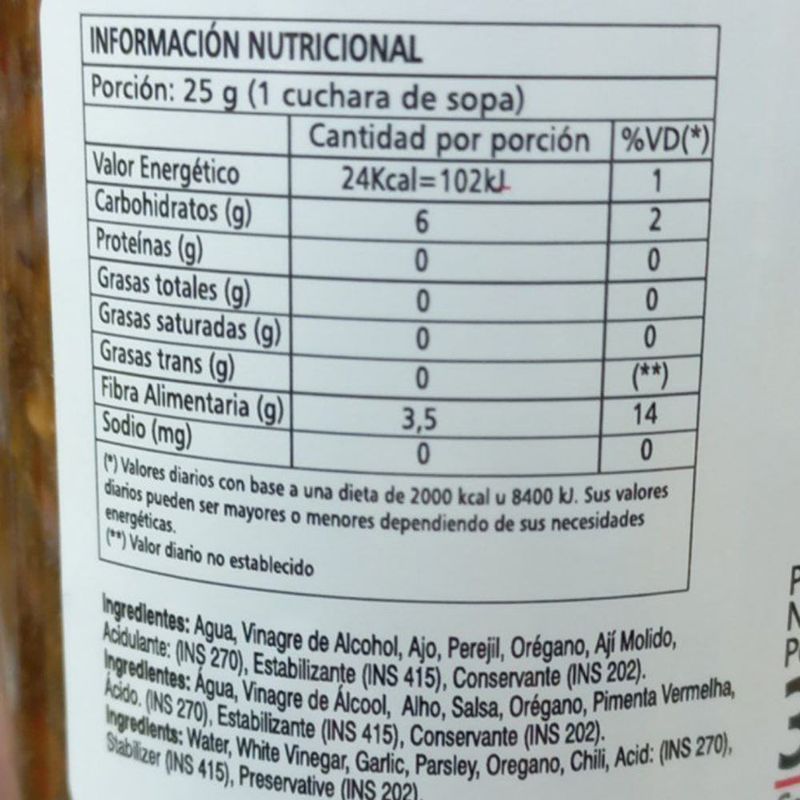 INFORMACIÓN NUTRICIONAL
Porción: 25 g (1 cuchara de sopa)
Cantidad por porción %VD(*)
Valor Energético 24Kcal=102kJ 1
Carbohidratos (g) 6 2
Proteínas (g) 0 0
Grasas totales (g) 0 0
Grasas saturadas (g) 0 0
Grasas trans (g) 0 (**)
Fibra Alimentaria (g) 3,5 14
Sodio (mg) 0 0
(*) Valores diarios con base a una dieta de 2000 kcal u 8400 kJ. Sus valores
diarios pueden ser mayores o menores dependiendo de sus necesidades
energéticas.
(**) Valor diario no establecido
Ingredientes: Agua, Vinagre de Alcohol, Ajo, Perejil, Orégano, Ají Molido,
Acidulante: (INS 270), Estabilizante (INS 415), Conservante (INS 202).
Ingredientes: Água, Vinagre de Álcool, Alho, Salsa, Orégano, Pimenta Vermelha,
Ácido. (INS 270), Estabilizante (INS 415), Conservante (INS 202).
Ingredients: Water, White Vinegar, Garlic, Parsley, Oregano, Chili, Acid: (INS 270),
Stabilizer (INS 415), Preservative (INS 202).